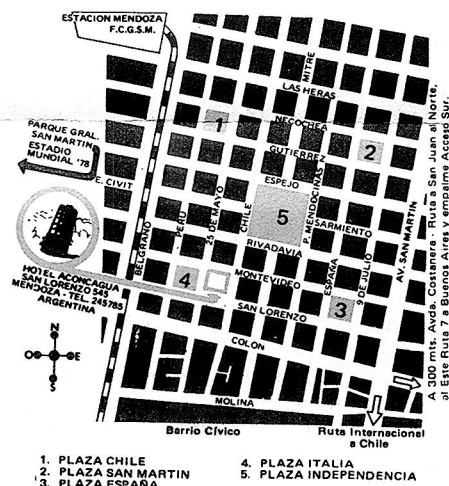 ESTACION MENDOZA
F.C.G.S.M.
MITRE
LAS HERAS
1
NECOCHEA
2
GUTIERREZ
PARQUE GRAL.
SAN MARTIN
ESTADIO
MUNDIAL '78
E. CIVIT
ESPEJO
5
BELGRANO
PERU
25 DE MAYO
CHILE
P. MENDOCINAS
SARMIENTO
RIVADAVIA
AV. SAN MARTIN
HOTEL ACONCAGUA
SAN LORENZO 545
MENDOZA - TEL. 245785
ARGENTINA
4
MONTEVIDEO
ESPAÑA
9 DE JULIO
3
SAN LORENZO
COLON
N
O
E
S
MOLINA
Barrio Cívico
Ruta Internacional
a Chile
A 300 mts. Avda. Costanera - Ruta a San Juan al Norte,
al Este Ruta 7 a Buenos Aires y empalme Acceso Sur.
1. PLAZA CHILE
2. PLAZA SAN MARTIN
3. PLAZA ESPAÑA
4. PLAZA ITALIA
5. PLAZA INDEPENDENCIA